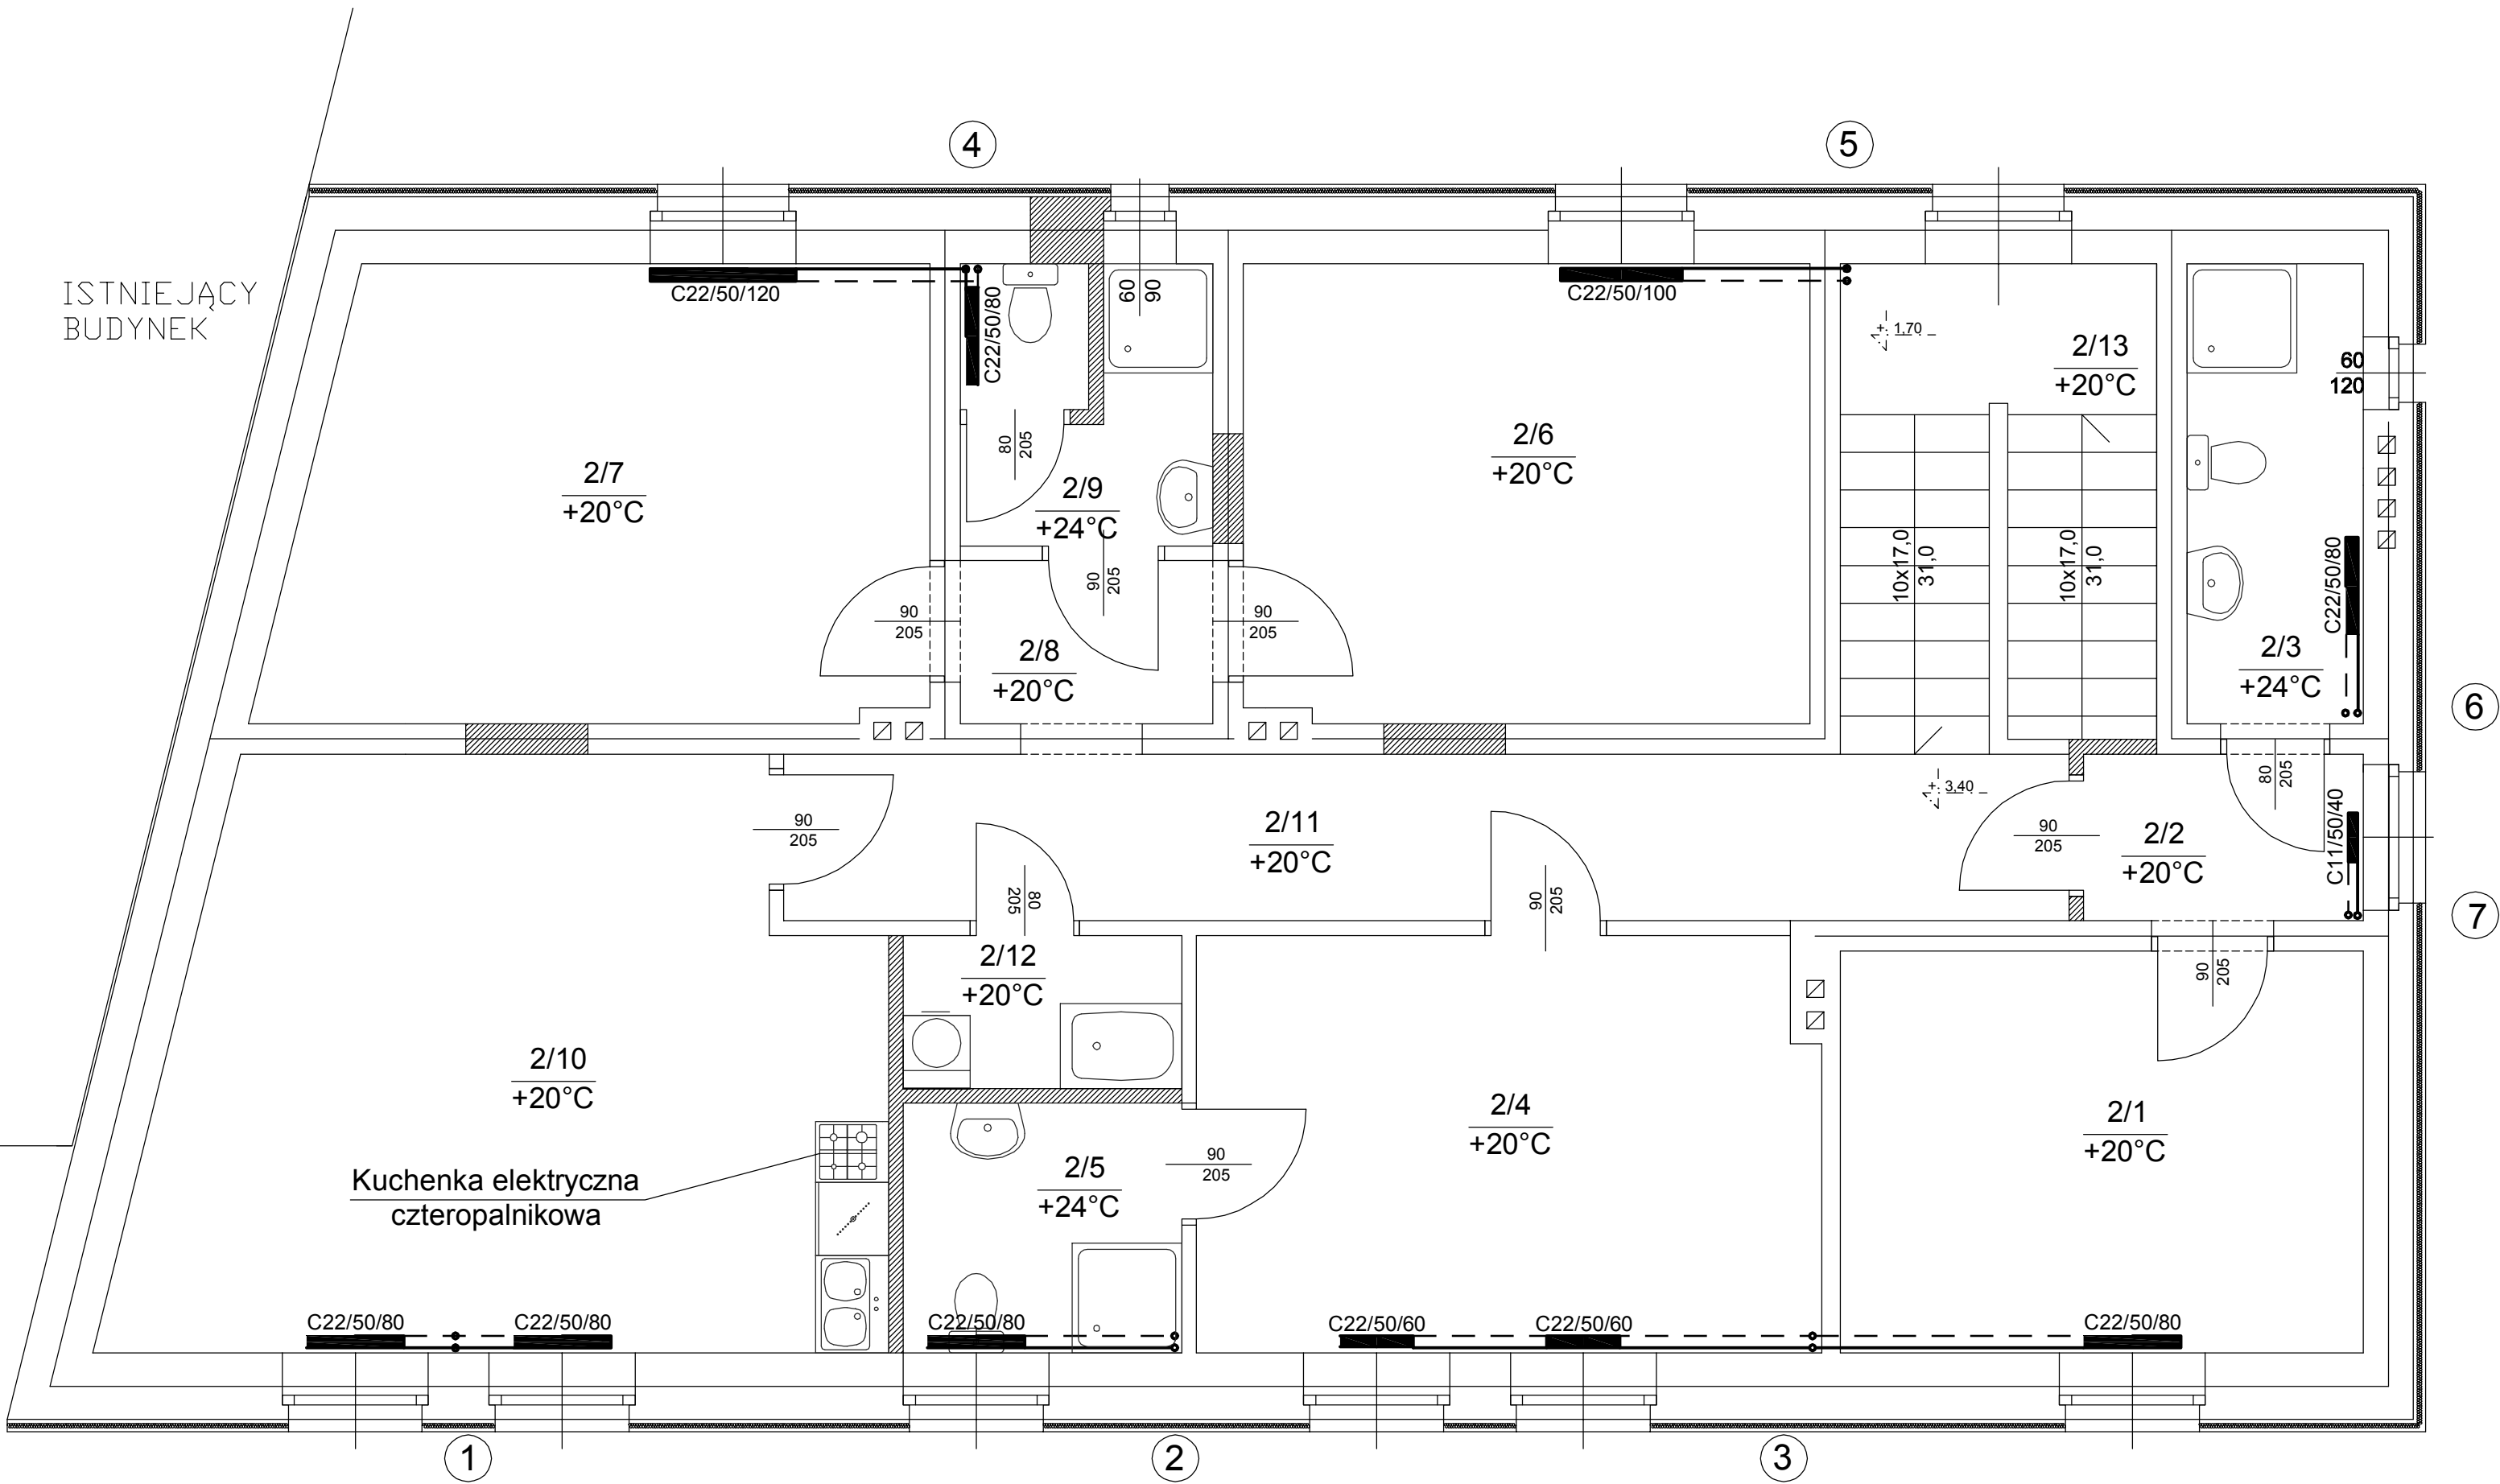 4
5
ISTNIEJĄCY
BUDYNEK
C22/50/120
C22/50/80
60
90
C22/50/100
+ 1,70
2/13
+20°C
60
120
2/7
+20°C
80
205
2/9
+24°C
2/6
+20°C
10x17,0
31,0
10x17,0
31,0
C22/50/80
90
205
90
205
90
205
2/8
+20°C
2/3
+24°C
6
90
205
2/11
+20°C
+ 3,40
90
205
2/2
+20°C
80
205
C11/50/40
80
205
90
205
7
2/12
+20°C
90
205
2/10
+20°C
2/4
+20°C
2/1
+20°C
Kuchenka elektryczna
czteropalnikowa
2/5
+24°C
90
205
C22/50/80
C22/50/80
C22/50/80
C22/50/60
C22/50/60
C22/50/80
1
2
3